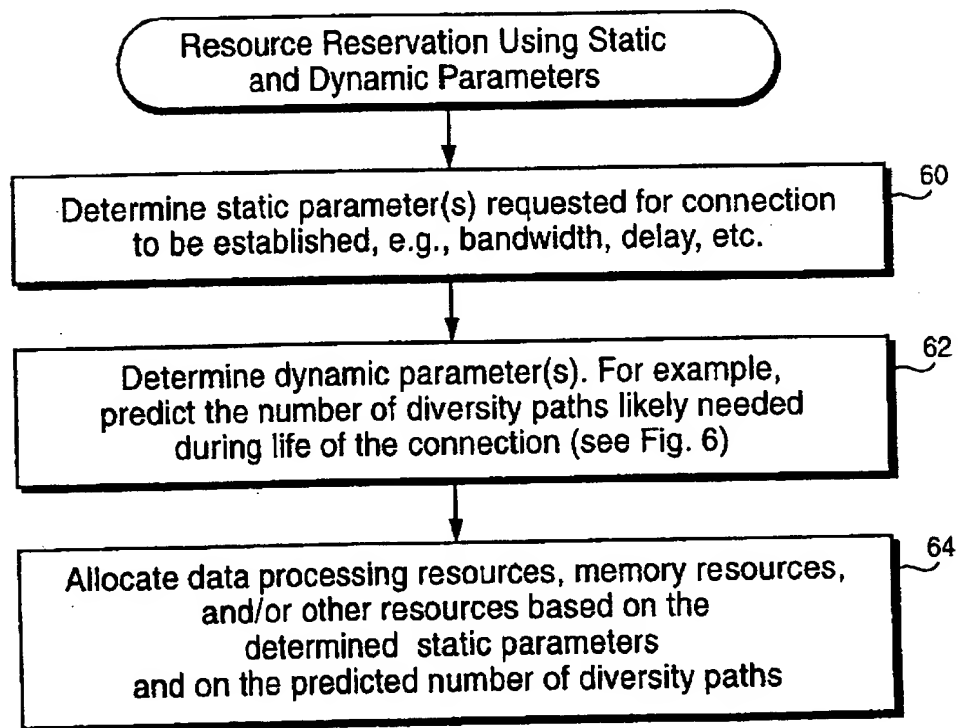 Resource Reservation Using Static
and Dynamic Parameters
60
Determine static parameter(s) requested for connection
to be established, e.g., bandwidth, delay, etc.
62
Determine dynamic parameter(s). For example,
predict the number of diversity paths likely needed
during life of the connection (see Fig. 6)
64
Allocate data processing resources, memory resources,
and/or other resources based on the
determined static parameters
and on the predicted number of diversity paths